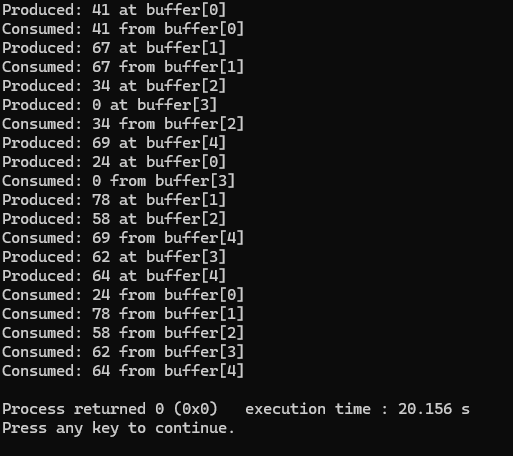 Produced: 41 at buffer[0]
Consumed: 41 from buffer[0]
Produced: 67 at buffer[1]
Consumed: 67 from buffer[1]
Produced: 34 at buffer[2]
Produced: 0 at buffer[3]
Consumed: 34 from buffer[2]
Produced: 69 at buffer[4]
Produced: 24 at buffer[0]
Consumed: 0 from buffer[3]
Produced: 78 at buffer[1]
Produced: 58 at buffer[2]
Consumed: 69 from buffer[4]
Produced: 62 at buffer[3]
Produced: 64 at buffer[4]
Consumed: 24 from buffer[0]
Consumed: 78 from buffer[1]
Consumed: 58 from buffer[2]
Consumed: 62 from buffer[3]
Consumed: 64 from buffer[4]
Process returned 0 (0x0)   execution time : 20.156 s
Press any key to continue.